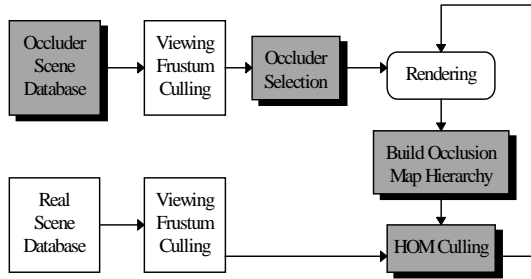 Occluder
Scene
Database
Viewing
Frustum
Culling
Occluder
Selection
Rendering
Build Occlusion
Map Hierarchy
Real
Scene
Database
Viewing
Frustum
Culling
HOM Culling